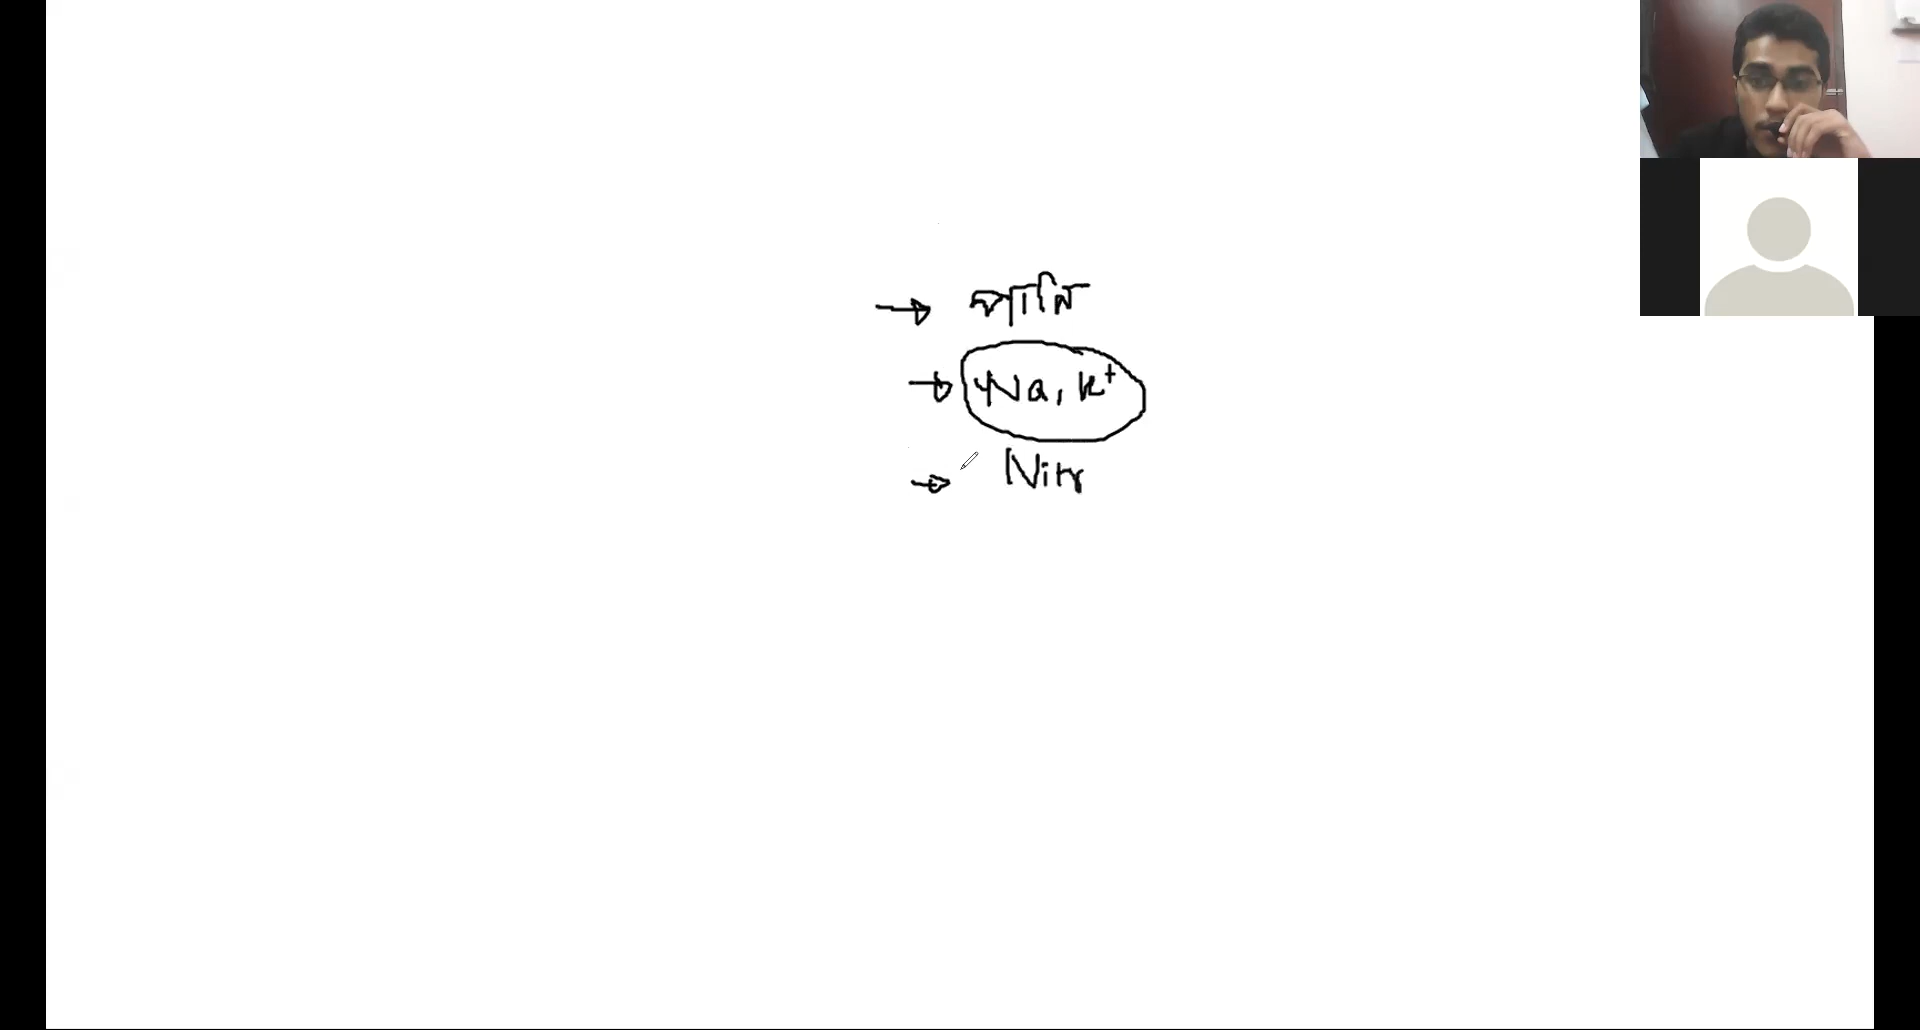 → পানি
→ Na, K+
→ Nitr